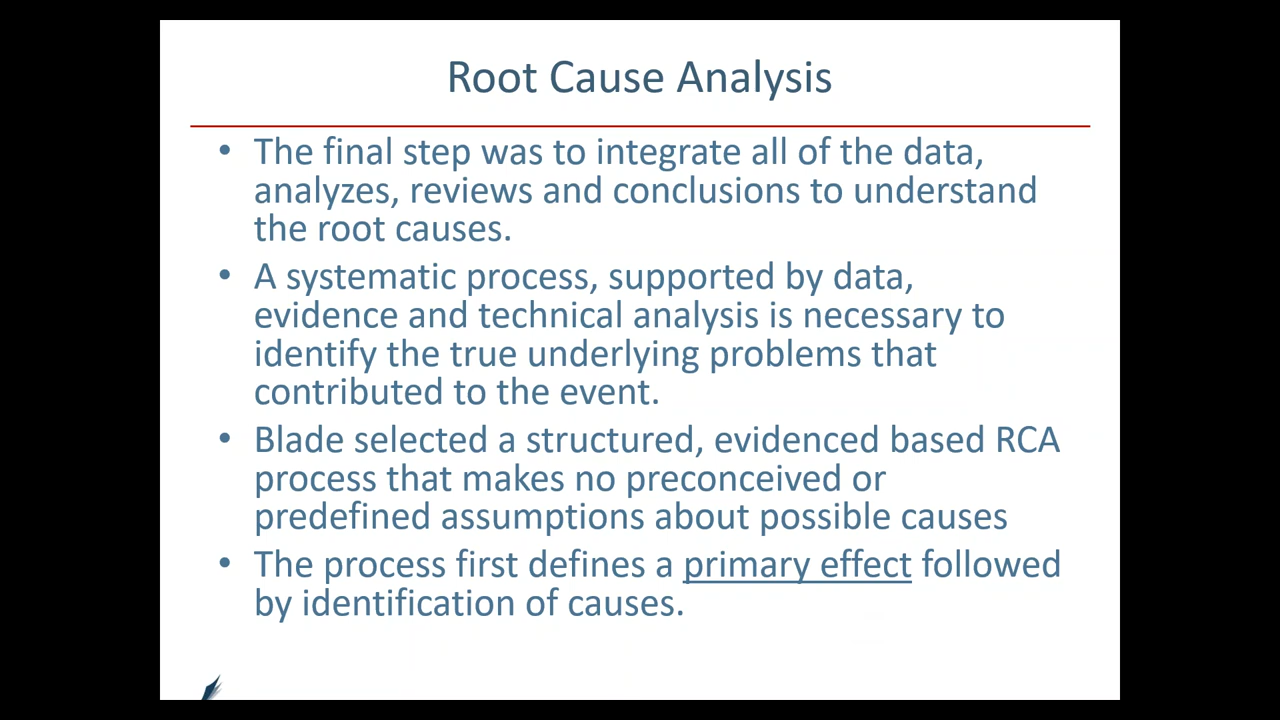 Root Cause Analysis
• The final step was to integrate all of the data,
analyzes, reviews and conclusions to understand
the root causes.
• A systematic process, supported by data,
evidence and technical analysis is necessary to
identify the true underlying problems that
contributed to the event.
• Blade selected a structured, evidenced based RCA
process that makes no preconceived or
predefined assumptions about possible causes
• The process first defines a primary effect followed
by identification of causes.